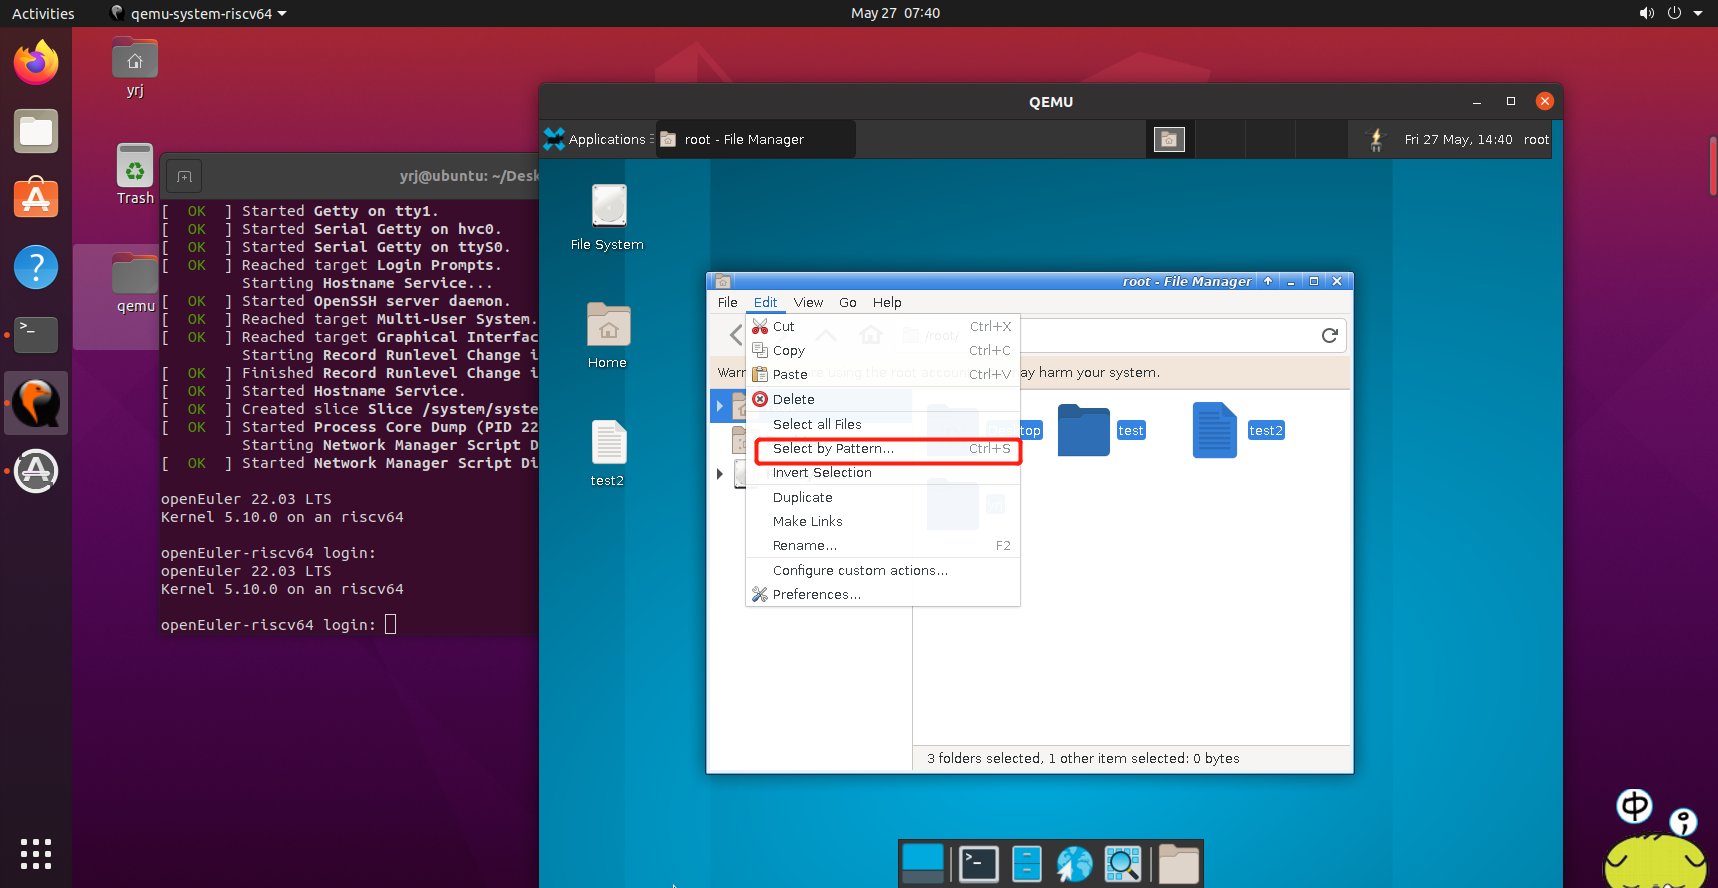 Activities
qemu-system-riscv64
May 27 07:40
yrj
Trash
qemu
yrj@ubuntu: ~/Desk
[  OK  ] Started Getty on tty1.
[  OK  ] Started Serial Getty on hvc0.
[  OK  ] Started Serial Getty on ttyS0.
[  OK  ] Reached target Login Prompts.
Starting Hostname Service...
[  OK  ] Started OpenSSH server daemon.
[  OK  ] Reached target Multi-User System.
[  OK  ] Reached target Graphical Interfac
Starting Record Runlevel Change i
[  OK  ] Finished Record Runlevel Change i
[  OK  ] Started Hostname Service.
[  OK  ] Created slice Slice /system/syste
[  OK  ] Started Process Core Dump (PID 22
Starting Network Manager Script D
[  OK  ] Started Network Manager Script Di
openEuler 22.03 LTS
Kernel 5.10.0 on an riscv64
openEuler-riscv64 login:
openEuler 22.03 LTS
Kernel 5.10.0 on an riscv64
openEuler-riscv64 login:
QEMU
Applications
root - File Manager
Fri 27 May, 14:40
root
File System
Home
test2
root - File Manager
File
Edit
View
Go
Help
/root/
Warn
re using the root accoun
ay harm your system.
Cut Ctrl+X
Copy Ctrl+C
Paste Ctrl+V
Delete
Select all Files
Select by Pattern... Ctrl+S
Invert Selection
Duplicate
Make Links
Rename... F2
Configure custom actions...
Preferences...
Desktop
test
test2
3 folders selected, 1 other item selected: 0 bytes
中